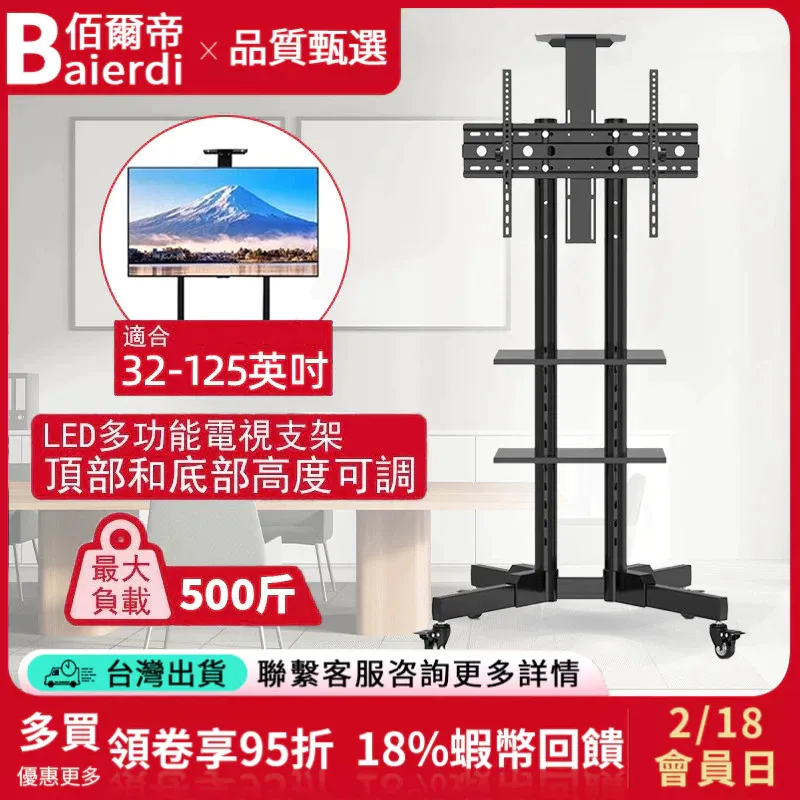 佰爾帝
Baierdi
×品質甄選
適合
32-125英吋
LED多功能電視支架
頂部和底部高度可調
最大
負載
500斤
台灣出貨
聯繫客服咨詢更多詳情
多買
優惠更多
領卷享95折 18%蝦幣回饋
2/18
會員日